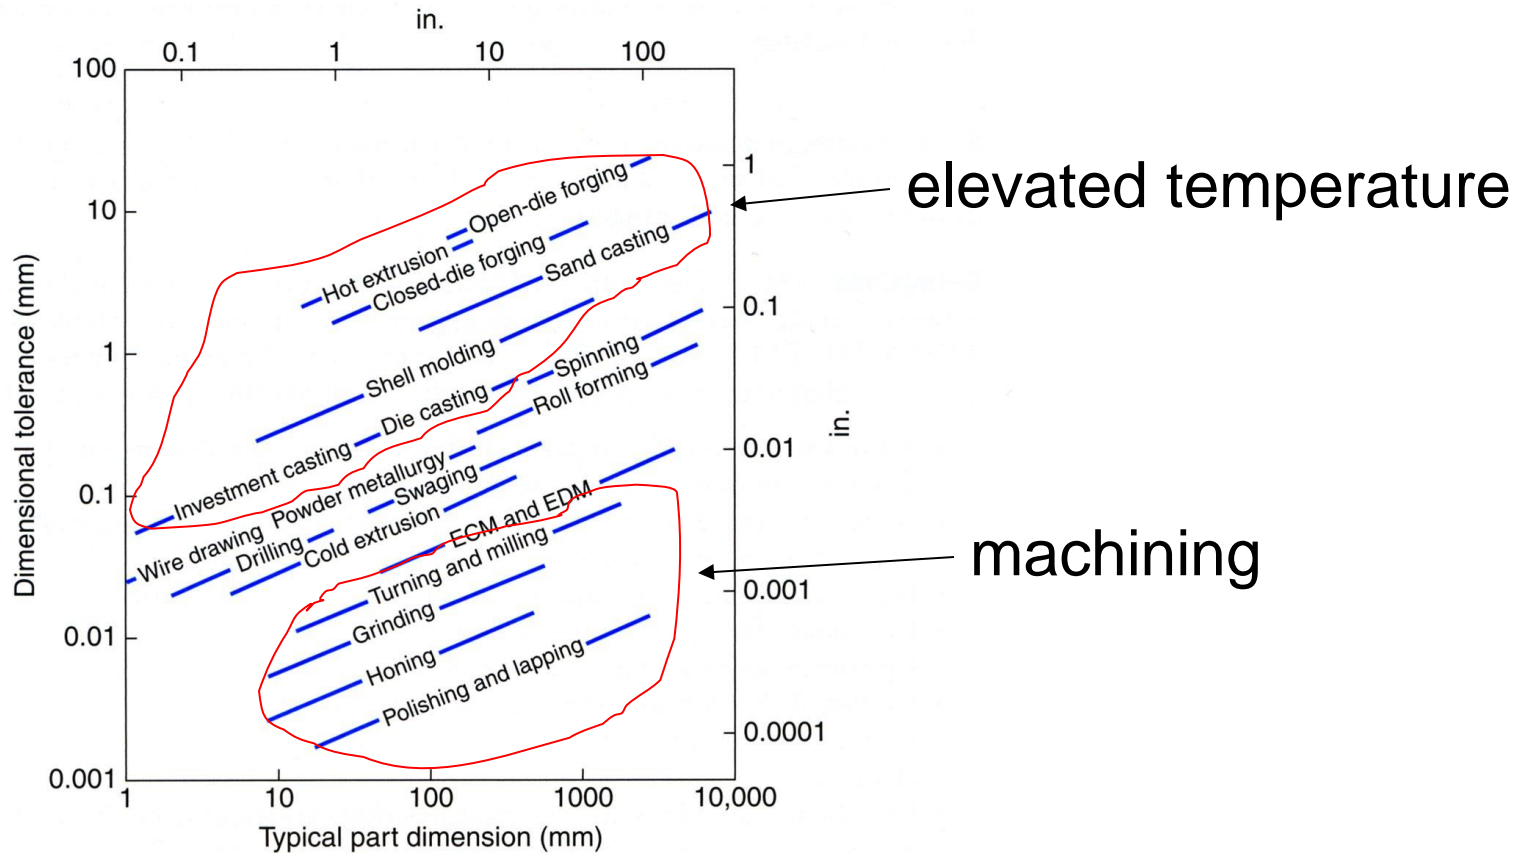 in.
0.1 1 10 100
100
10
1
0.1
0.01
0.001
Dimensional tolerance (mm)
Open-die forging
Hot extrusion
Closed-die forging
Sand casting
Shell molding
Spinning
Die casting
Roll forming
Investment casting
Powder metallurgy
Swaging
Wire drawing
Drilling
Cold extrusion
ECM and EDM
Turning and milling
Grinding
Honing
Polishing and lapping
1
0.1
0.01
0.001
0.0001
in.
1 10 100 1000 10,000
Typical part dimension (mm)
elevated temperature
machining